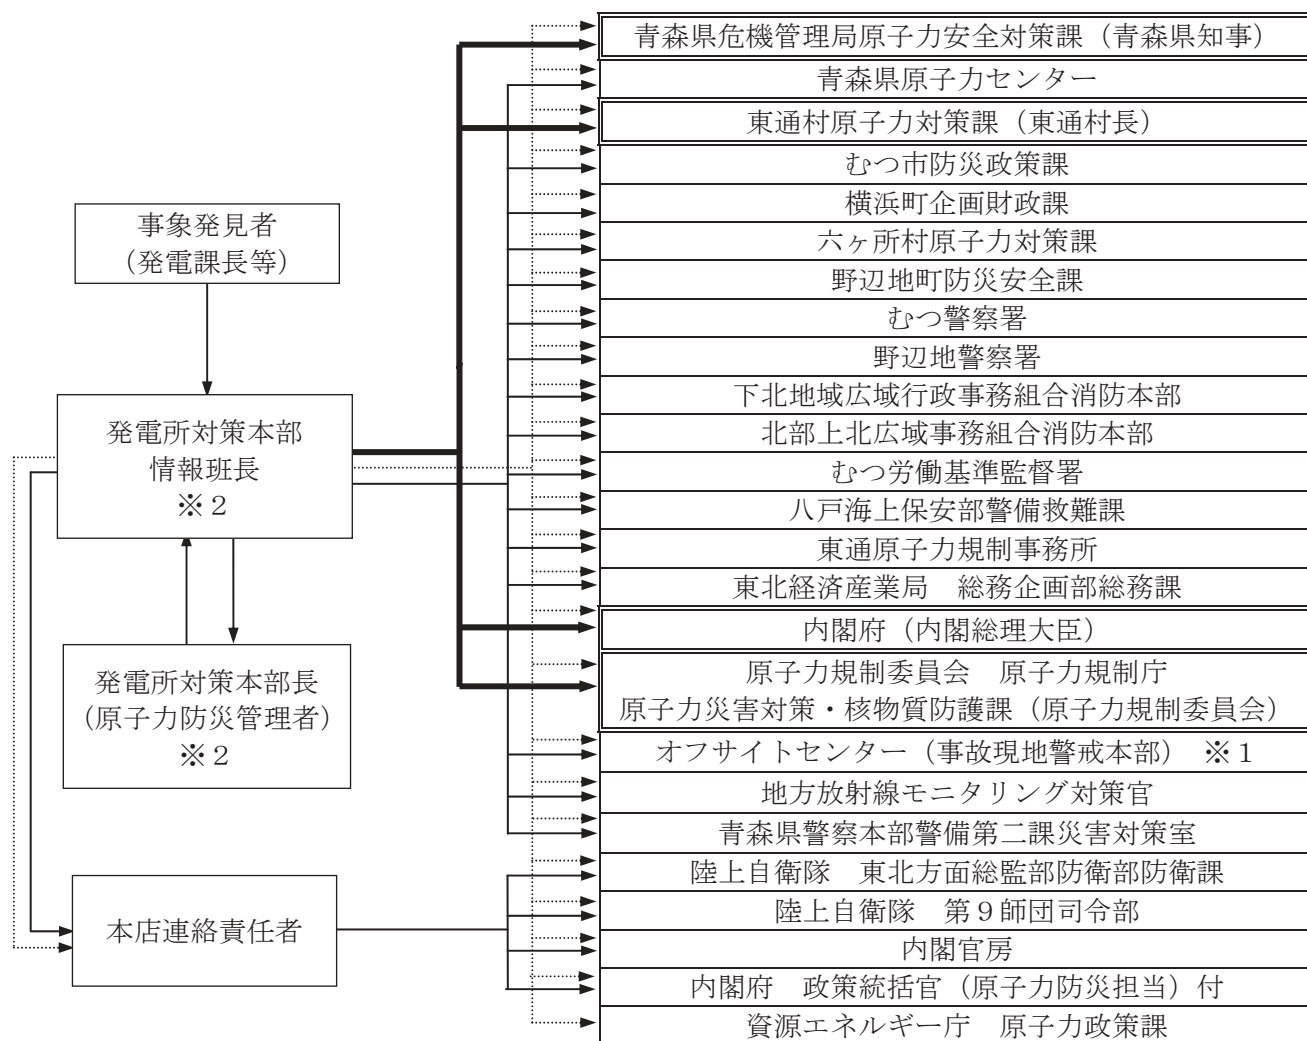 事象発見者
(発電課長等)
発電所対策本部
情報班長
※２
発電所対策本部長
(原子力防災管理者)
※２
本店連絡責任者
青森県危機管理局原子力安全対策課（青森県知事）
青森県原子力センター
東通村原子力対策課（東通村長）
むつ市防災政策課
横浜町企画財政課
六ヶ所村原子力対策課
野辺地町防災安全課
むつ警察署
野辺地警察署
下北地域広域行政事務組合消防本部
北部上北広域事務組合消防本部
むつ労働基準監督署
八戸海上保安部警備救難課
東通原子力規制事務所
東北経済産業局　総務企画部総務課
内閣府（内閣総理大臣）
原子力規制委員会　原子力規制庁
原子力災害対策・核物質防護課（原子力規制委員会）
オフサイトセンター（事故現地警戒本部）　※１
地方放射線モニタリング対策官
青森県警察本部警備第二課災害対策室
陸上自衛隊　東北方面総監部防衛部防衛課
陸上自衛隊　第９師団司令部
内閣官房
内閣府　政策統括官（原子力防災担当）付
資源エネルギー庁　原子力政策課